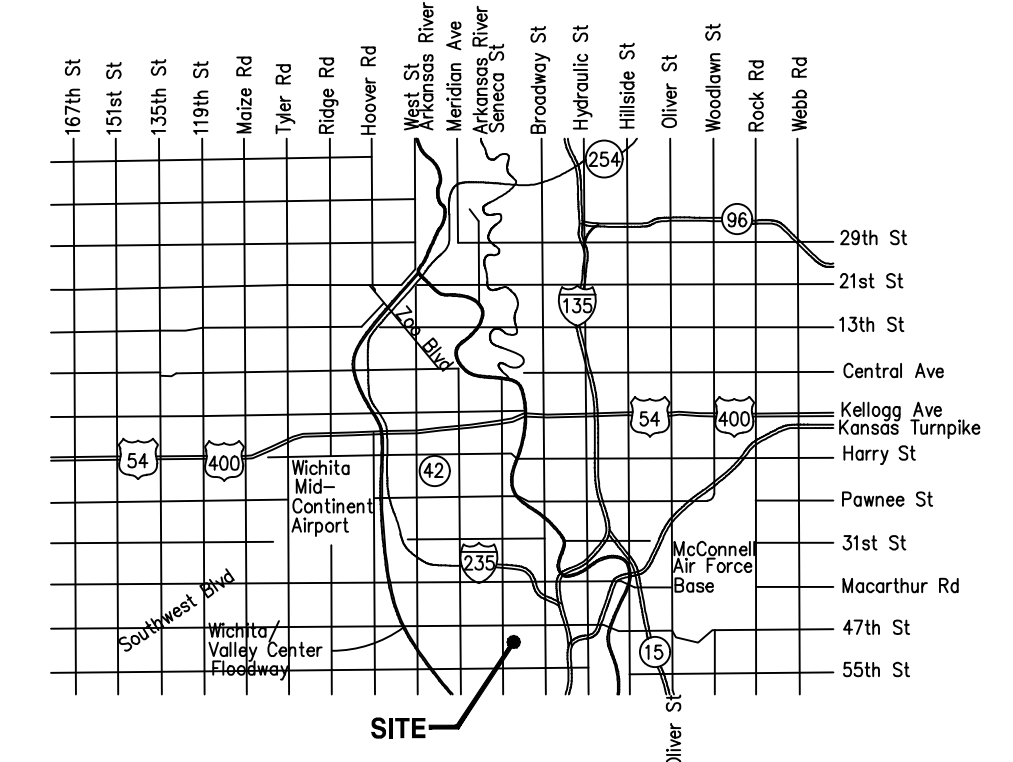 167th St
151st St
135th St
119th St
Maize Rd
Tyler Rd
Ridge Rd
Hoover Rd
West St
Arkansas River
Meridian Ave
Arkansas River
Seneca St
Broadway St
Hydraulic St
Hillside St
Oliver St
Woodlawn St
Rock Rd
Webb Rd
254
96
29th St
21st St
135
13th St
Zoo Blvd
Central Ave
Kellogg Ave
54
400
Kansas Turnpike
54
400
42
Harry St
Wichita
Mid-
Continent
Airport
Pawnee St
31st St
235
McConnell
Air Force
Base
Macarthur Rd
Southwest Blvd
Wichita/
Valley Center
Floodway
47th St
15
55th St
SITE
Oliver St